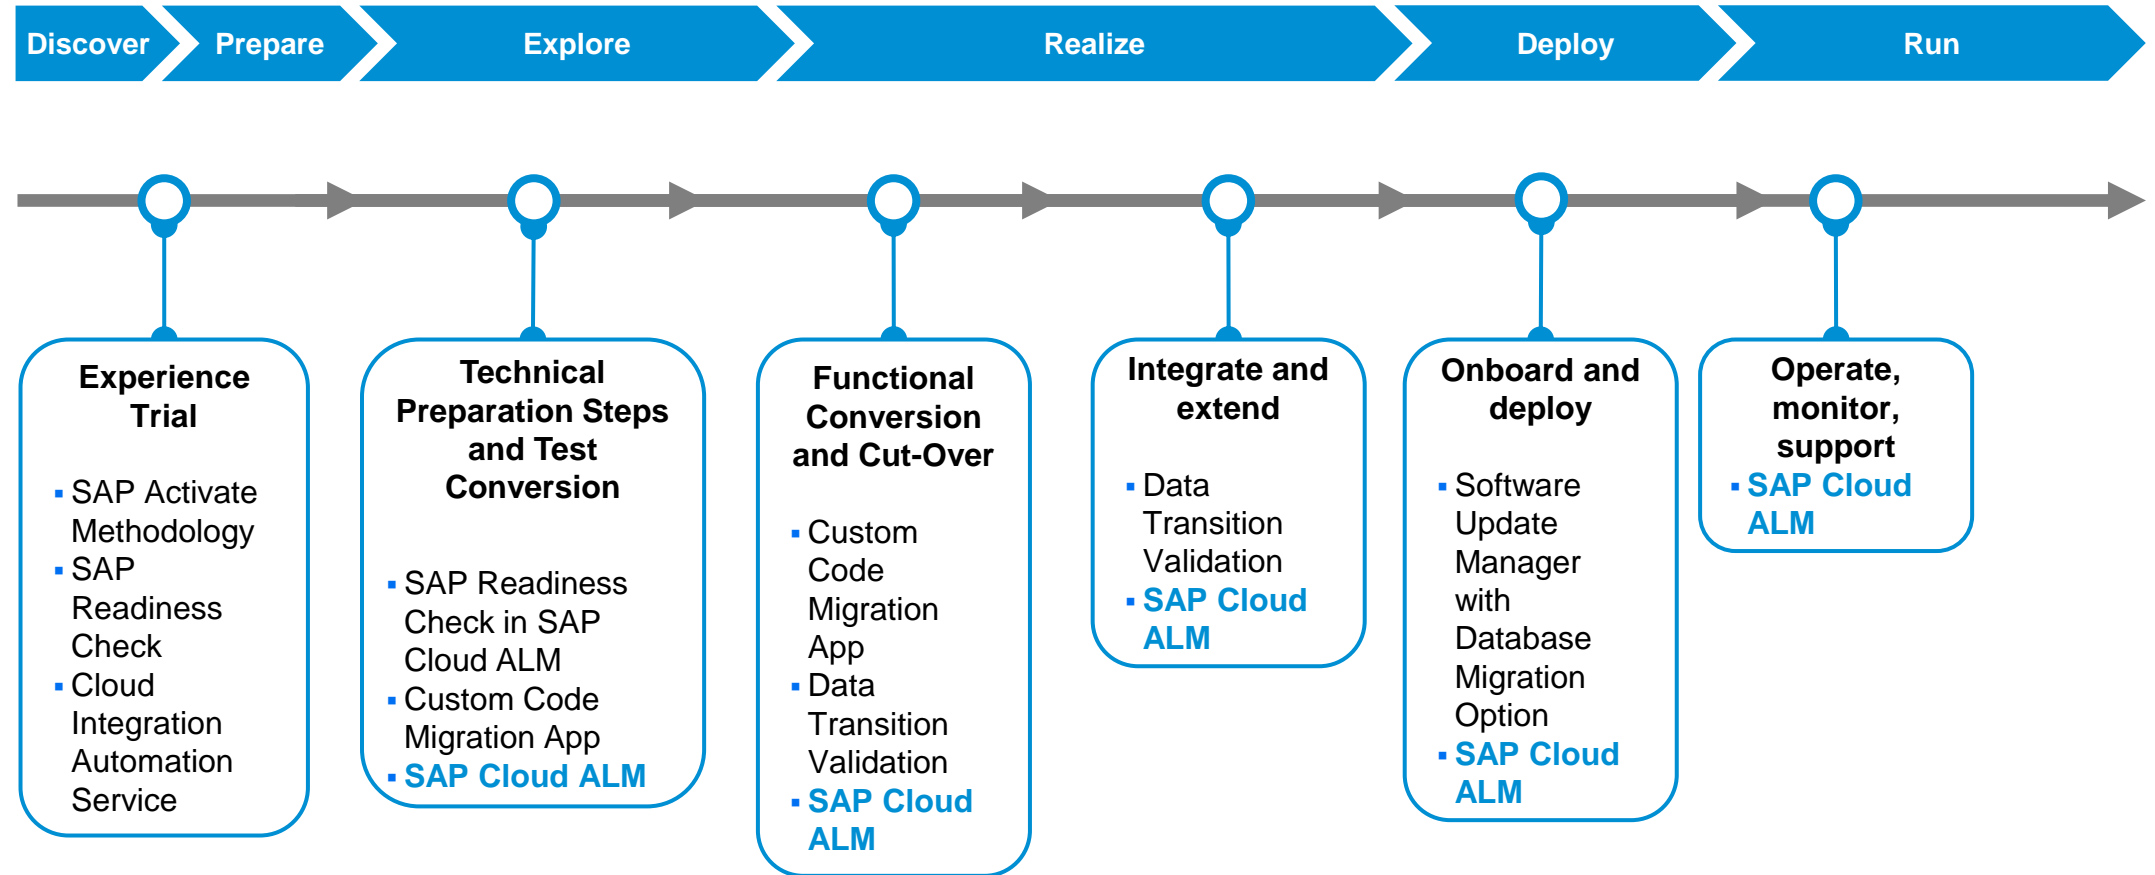 Discover
Prepare
Explore
Realize
Deploy
Run
Experience
Trial
▪ SAP Activate
Methodology
▪ SAP
Readiness
Check
▪ Cloud
Integration
Automation
Service
Technical
Preparation Steps
and Test
Conversion
▪ SAP Readiness
Check in SAP
Cloud ALM
▪ Custom Code
Migration App
▪ SAP Cloud ALM
Functional
Conversion
and Cut-Over
▪ Custom
Code
Migration
App
▪ Data
Transition
Validation
▪ SAP Cloud
ALM
Integrate and
extend
▪ Data
Transition
Validation
▪ SAP Cloud
ALM
Onboard and
deploy
▪ Software
Update
Manager
with
Database
Migration
Option
▪ SAP Cloud
ALM
Operate,
monitor,
support
▪ SAP Cloud
ALM